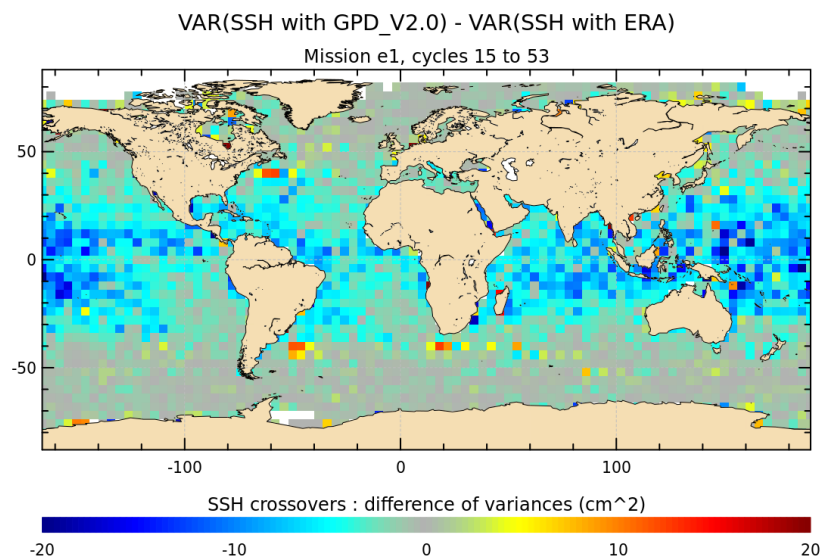 VAR(SSH with GPD_V2.0) - VAR(SSH with ERA)
Mission e1, cycles 15 to 53
50
0
-50
-100 0 100
SSH crossovers : difference of variances (cm^2)
-20 -10 0 10 20